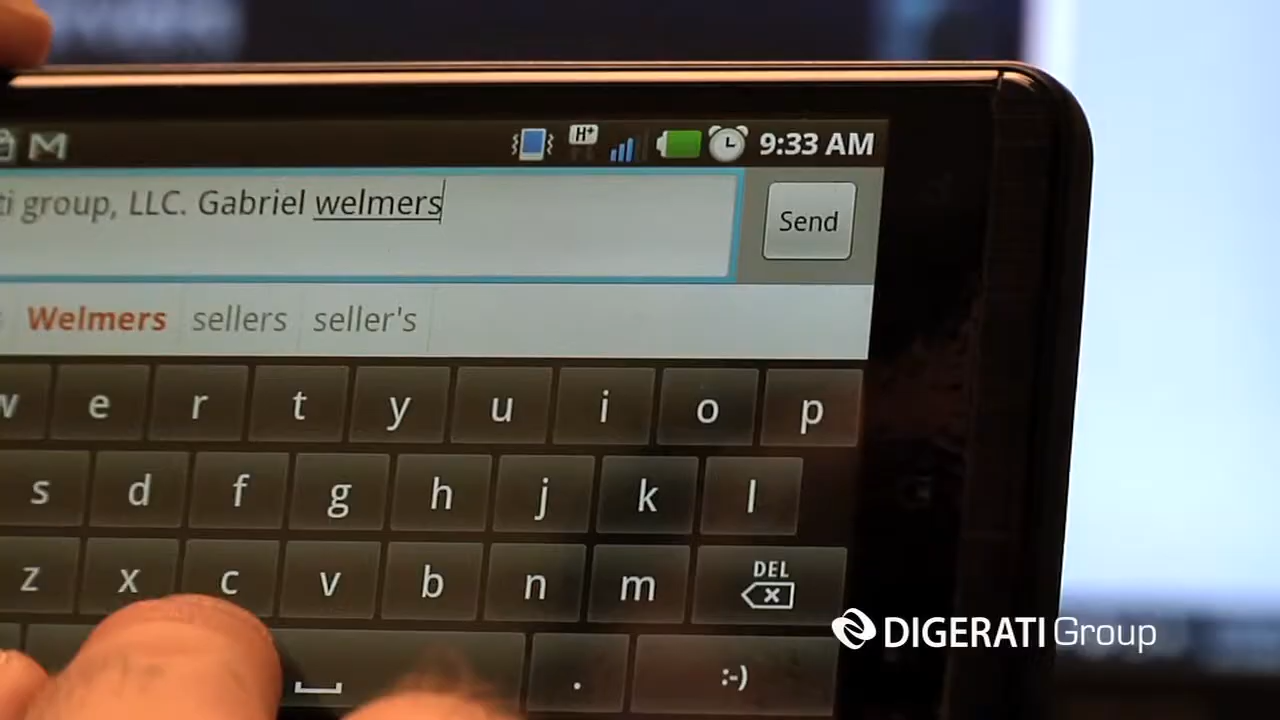 H+ 9:33 AM
ti group, LLC. Gabriel welmers
Send
Welmers sellers seller's
e r t y u i o p
s d f g h j k l
z x c v b n m DEL
. :-)
DIGERATI Group